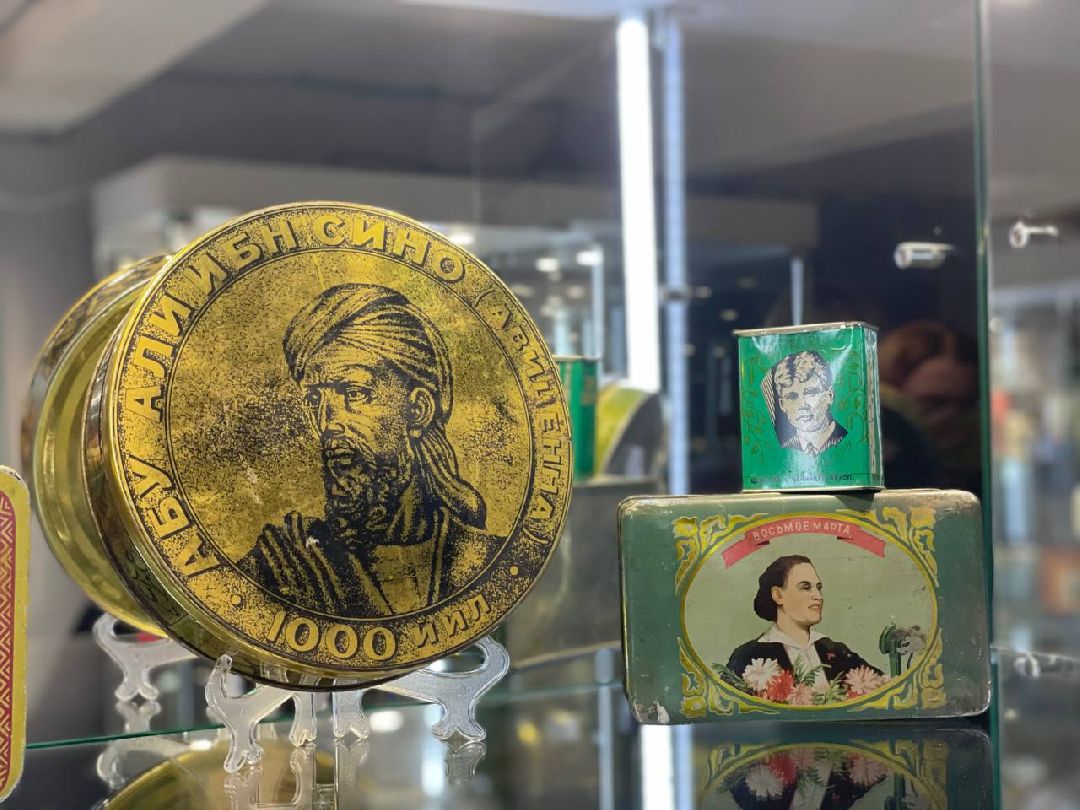 АБУ АЛИ ИБН СИНО (АВИЦЕННА)
1000 ЙИЛ
ВОСЬМОЕ МАРТА